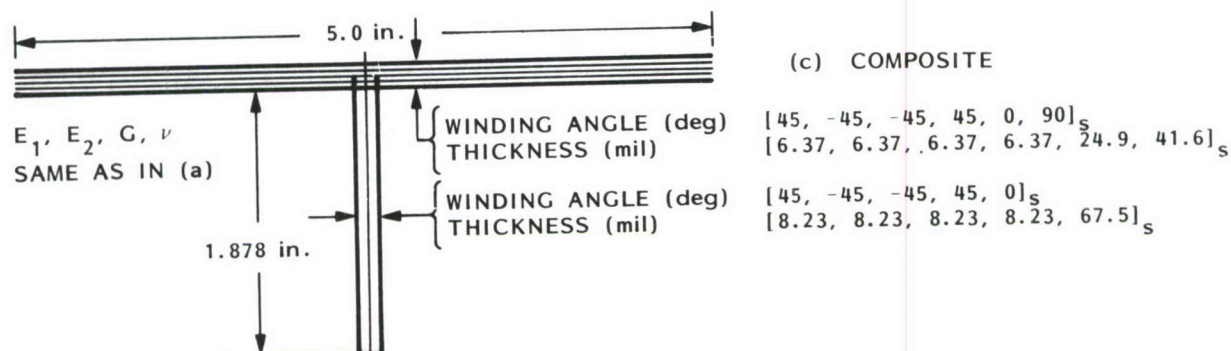 5.0 in.
(c) COMPOSITE
E1, E2, G, ν
SAME AS IN (a)
WINDING ANGLE (deg) [45, -45, -45, 45, 0, 90]s
THICKNESS (mil) [6.37, 6.37, 6.37, 6.37, 24.9, 41.6]s
WINDING ANGLE (deg) [45, -45, -45, 45, 0]s
THICKNESS (mil) [8.23, 8.23, 8.23, 8.23, 67.5]s
1.878 in.